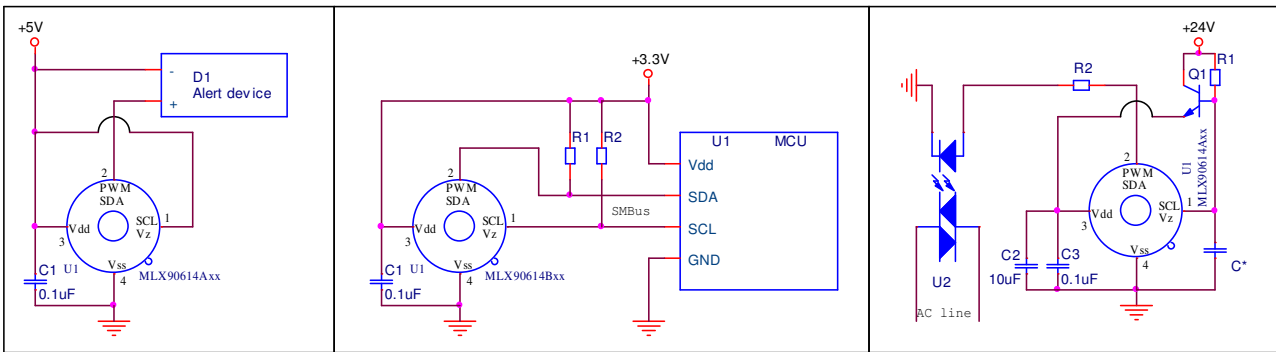 +5V
D1
Alert device
-
+
2
PWM
SDA
SCL
Vz
1
Vdd
3
Vss
4
C1
0.1uF
U1
MLX90614Axx
+3.3V
R1
R2
U1
MCU
Vdd
SDA
SCL
GND
SMBus
2
PWM
SDA
SCL
Vz
1
Vdd
3
Vss
4
C1
0.1uF
U1
MLX90614Bxx
+24V
R1
Q1
R2
U1
MLX90614Axx
2
PWM
SDA
SCL
Vz
1
Vdd
3
Vss
4
C2
10uF
C3
0.1uF
C*
U2
AC line